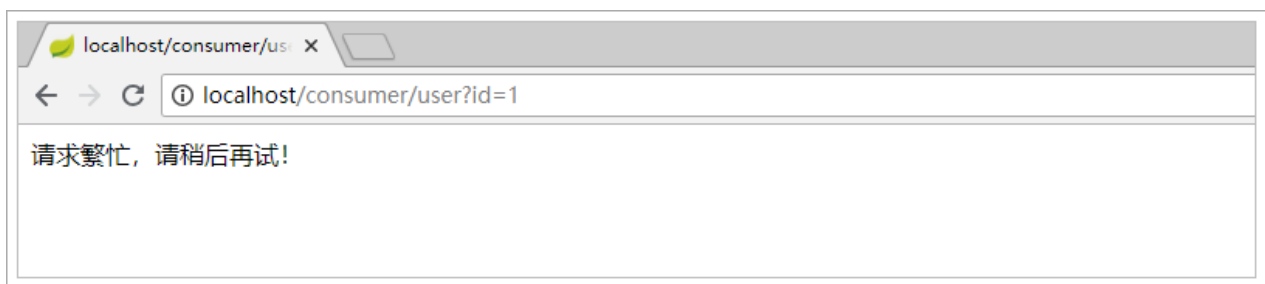 localhost/consumer/us
localhost/consumer/user?id=1
请求繁忙，请稍后再试！